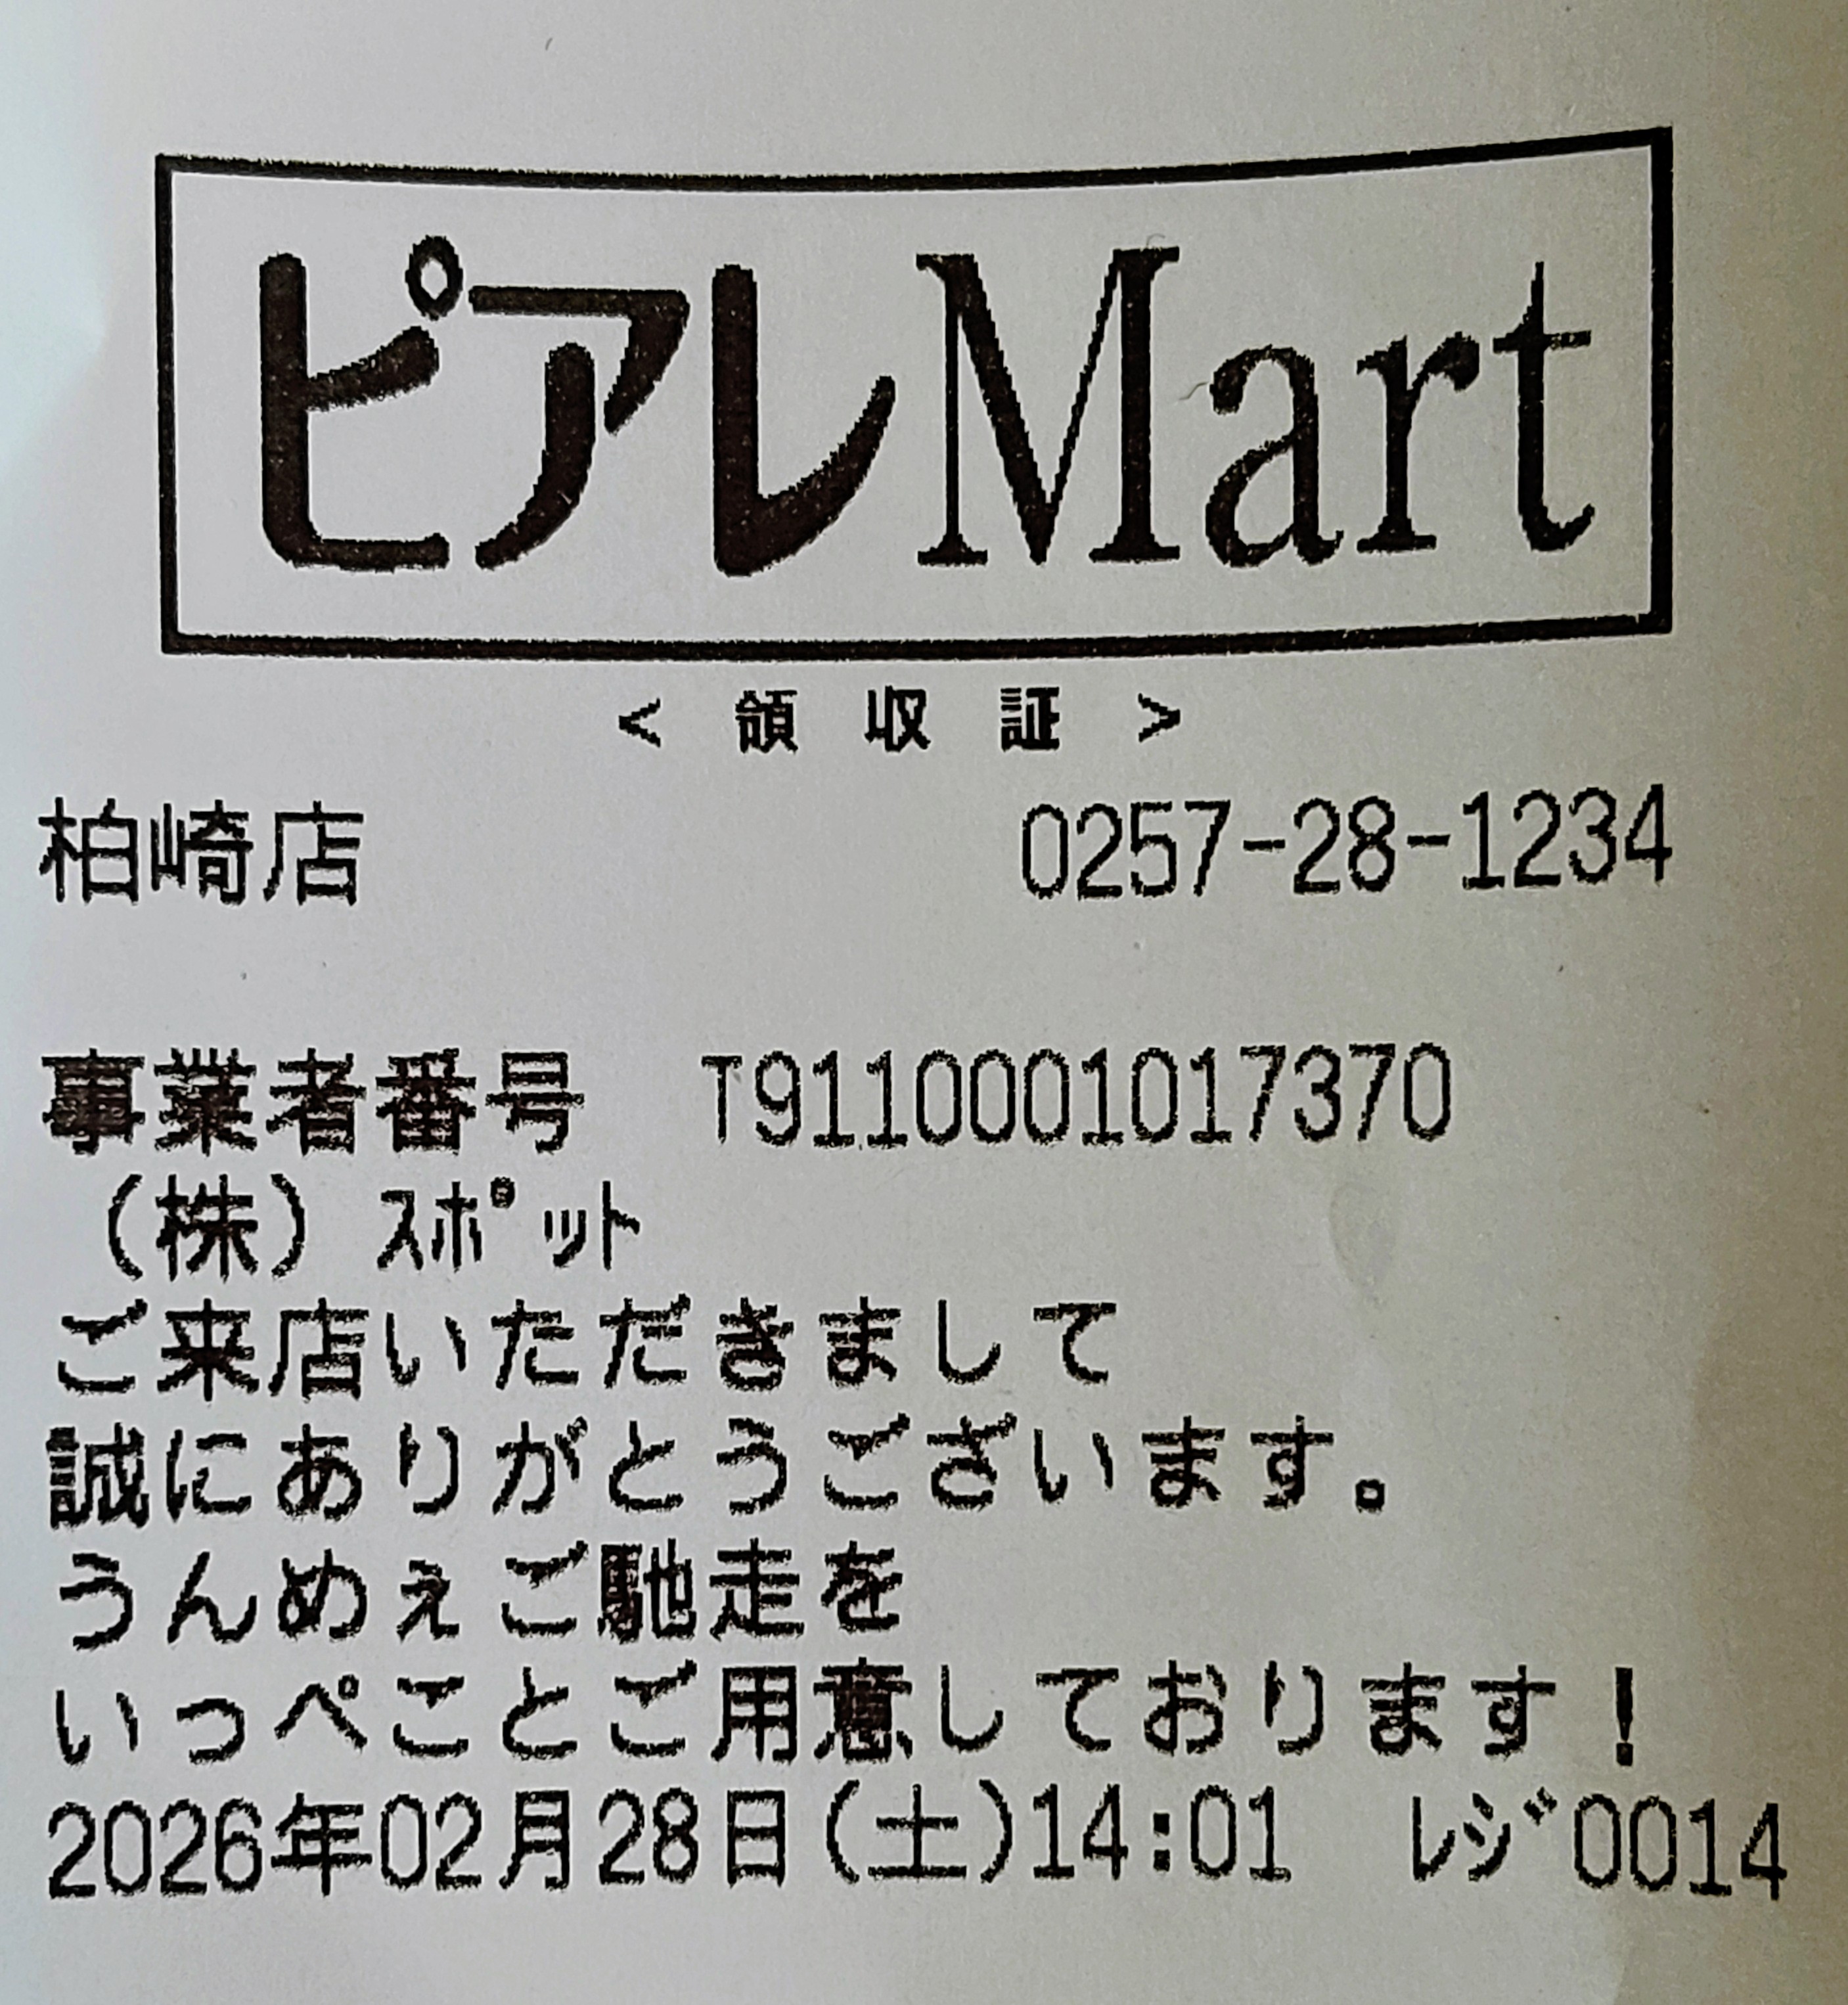 ピアレMart
< 領 収 証 >
柏崎店 0257-28-1234
事業者番号 T9110001017370
(株) ｽﾎﾟｯﾄ
ご来店いただきまして
誠にありがとうございます。
うんめぇご馳走を
いっぺことご用意しております！
2026年02月28日(土)14:01 ﾚｼﾞ0014